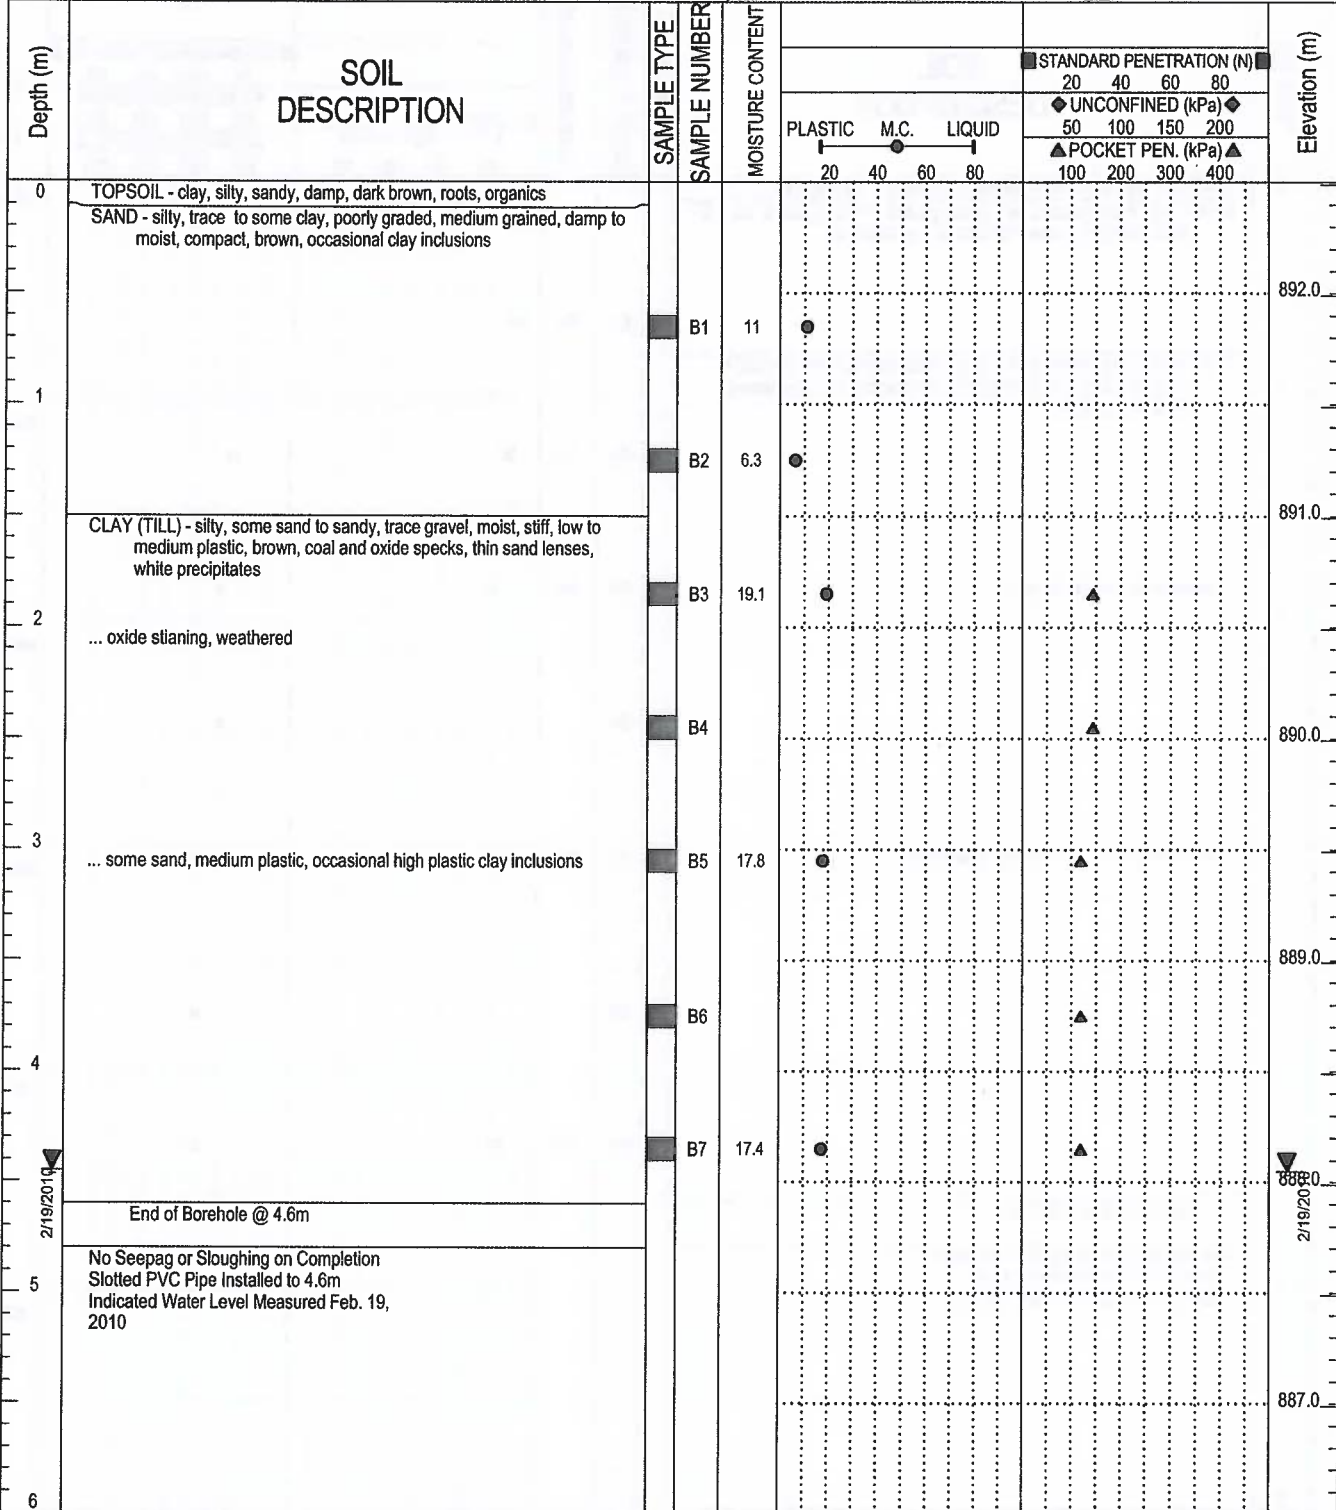 Depth (m)
SOIL
DESCRIPTION
SAMPLE TYPE
SAMPLE NUMBER
MOISTURE CONTENT
PLASTIC M.C. LIQUID
20 40 60 80
STANDARD PENETRATION (N)
20 40 60 80
UNCONFINED (kPa)
50 100 150 200
POCKET PEN. (kPa)
100 200 300 400
Elevation (m)
0
TOPSOIL - clay, silty, sandy, damp, dark brown, roots, organics
SAND - silty, trace to some clay, poorly graded, medium grained, damp to
moist, compact, brown, occasional clay inclusions
892.0
B1 11
1
B2 6.3
891.0
CLAY (TILL) - silty, some sand to sandy, trace gravel, moist, stiff, low to
medium plastic, brown, coal and oxide specks, thin sand lenses,
white precipitates
B3 19.1
2
... oxide stianing, weathered
B4
890.0
3
... some sand, medium plastic, occasional high plastic clay inclusions
B5 17.8
889.0
B6
4
B7 17.4
2/19/2010
888.0
2/19/2010
End of Borehole @ 4.6m
No Seepag or Sloughing on Completion
5
Slotted PVC Pipe Installed to 4.6m
Indicated Water Level Measured Feb. 19,
2010
887.0
6